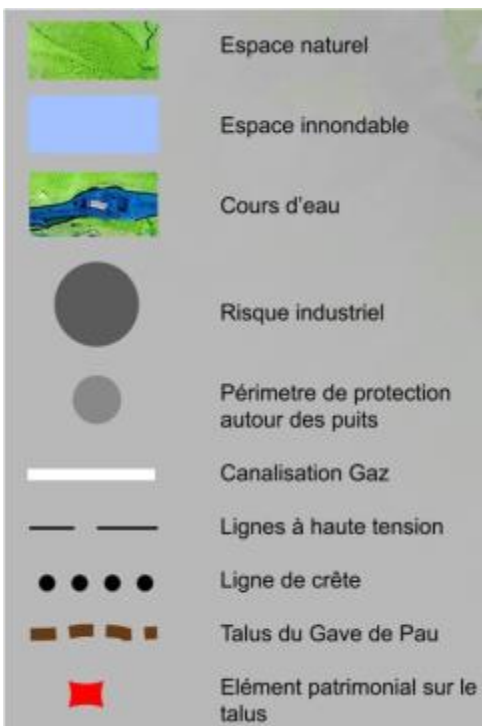 Espace naturel
Espace innondable
Cours d'eau
Risque industriel
Périmetre de protection
autour des puits
Canalisation Gaz
Lignes à haute tension
Ligne de crête
Talus du Gave de Pau
Elément patrimonial sur le
talus